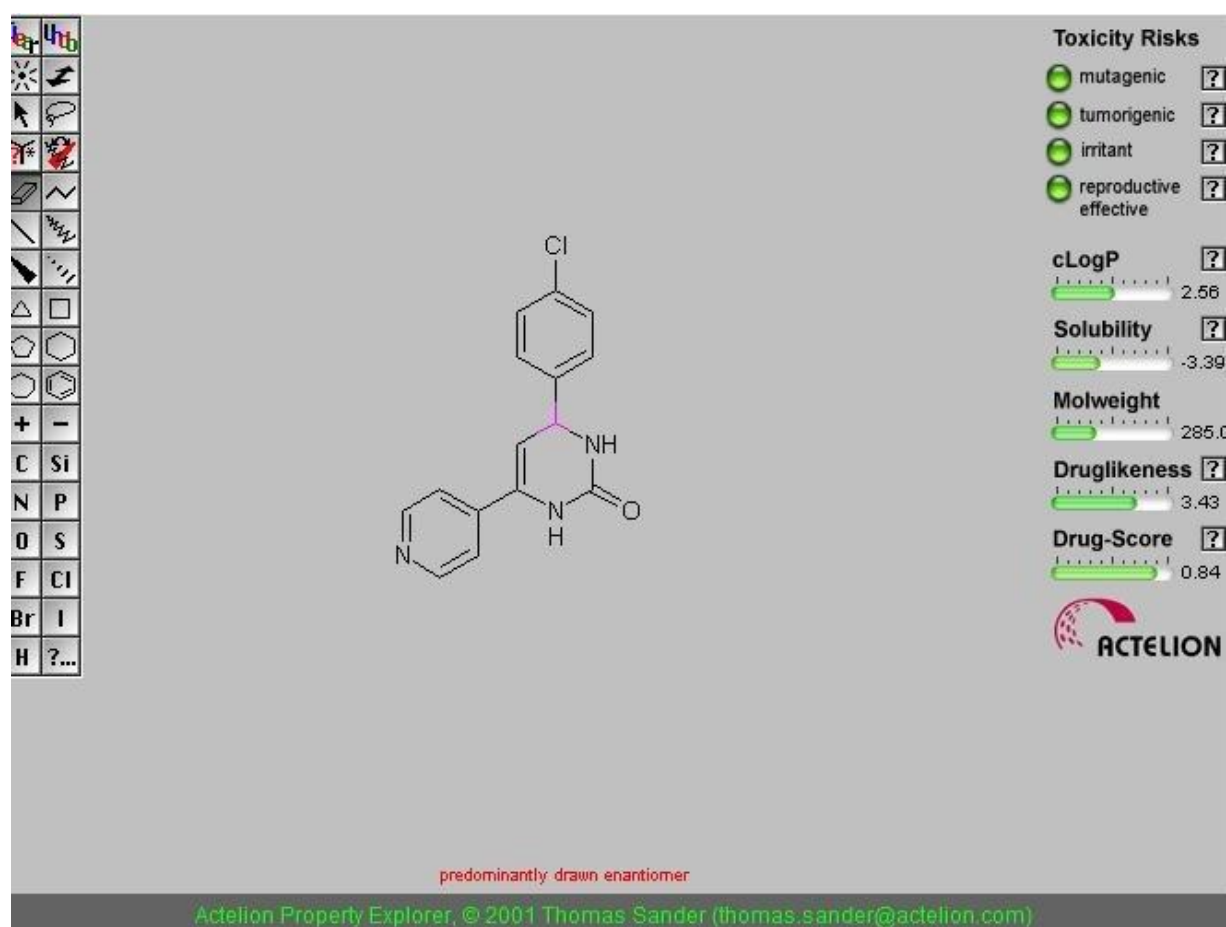 Toxicity Risks
mutagenic ?
tumorigenic ?
irritant ?
reproductive ?
effective
cLogP ?
2.56
Solubility ?
-3.39
Molweight
285.0
Druglikeness ?
3.43
Drug-Score ?
0.84
ACTELION
Cl
NH
N
H
O
N
+ −
C Si
N P
O S
F Cl
Br I
H ?...
predominantly drawn enantiomer
Actelion Property Explorer, © 2001 Thomas Sander (thomas.sander@actelion.com)